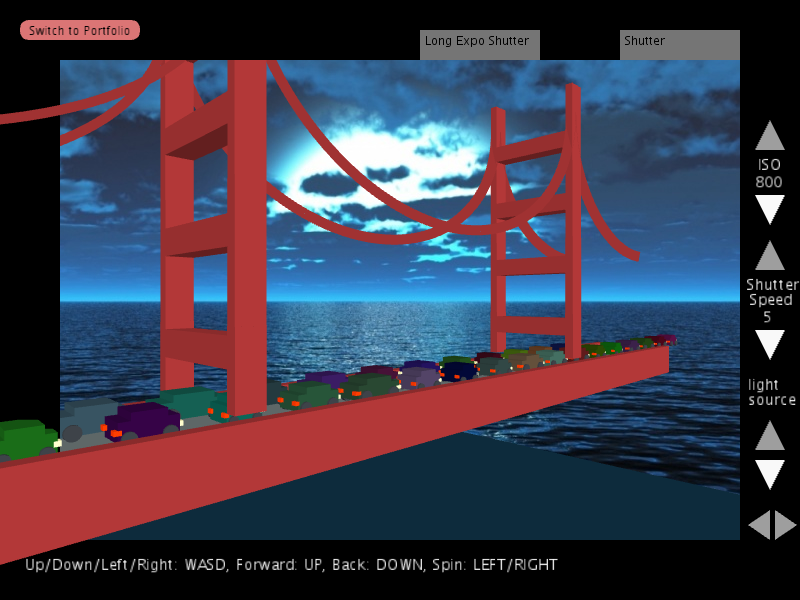 Switch to Portfolio
Long Expo Shutter
Shutter
ISO
800
Shutter
Speed
5
light
source
Up/Down/Left/Right: WASD, Forward: UP, Back: DOWN, Spin: LEFT/RIGHT